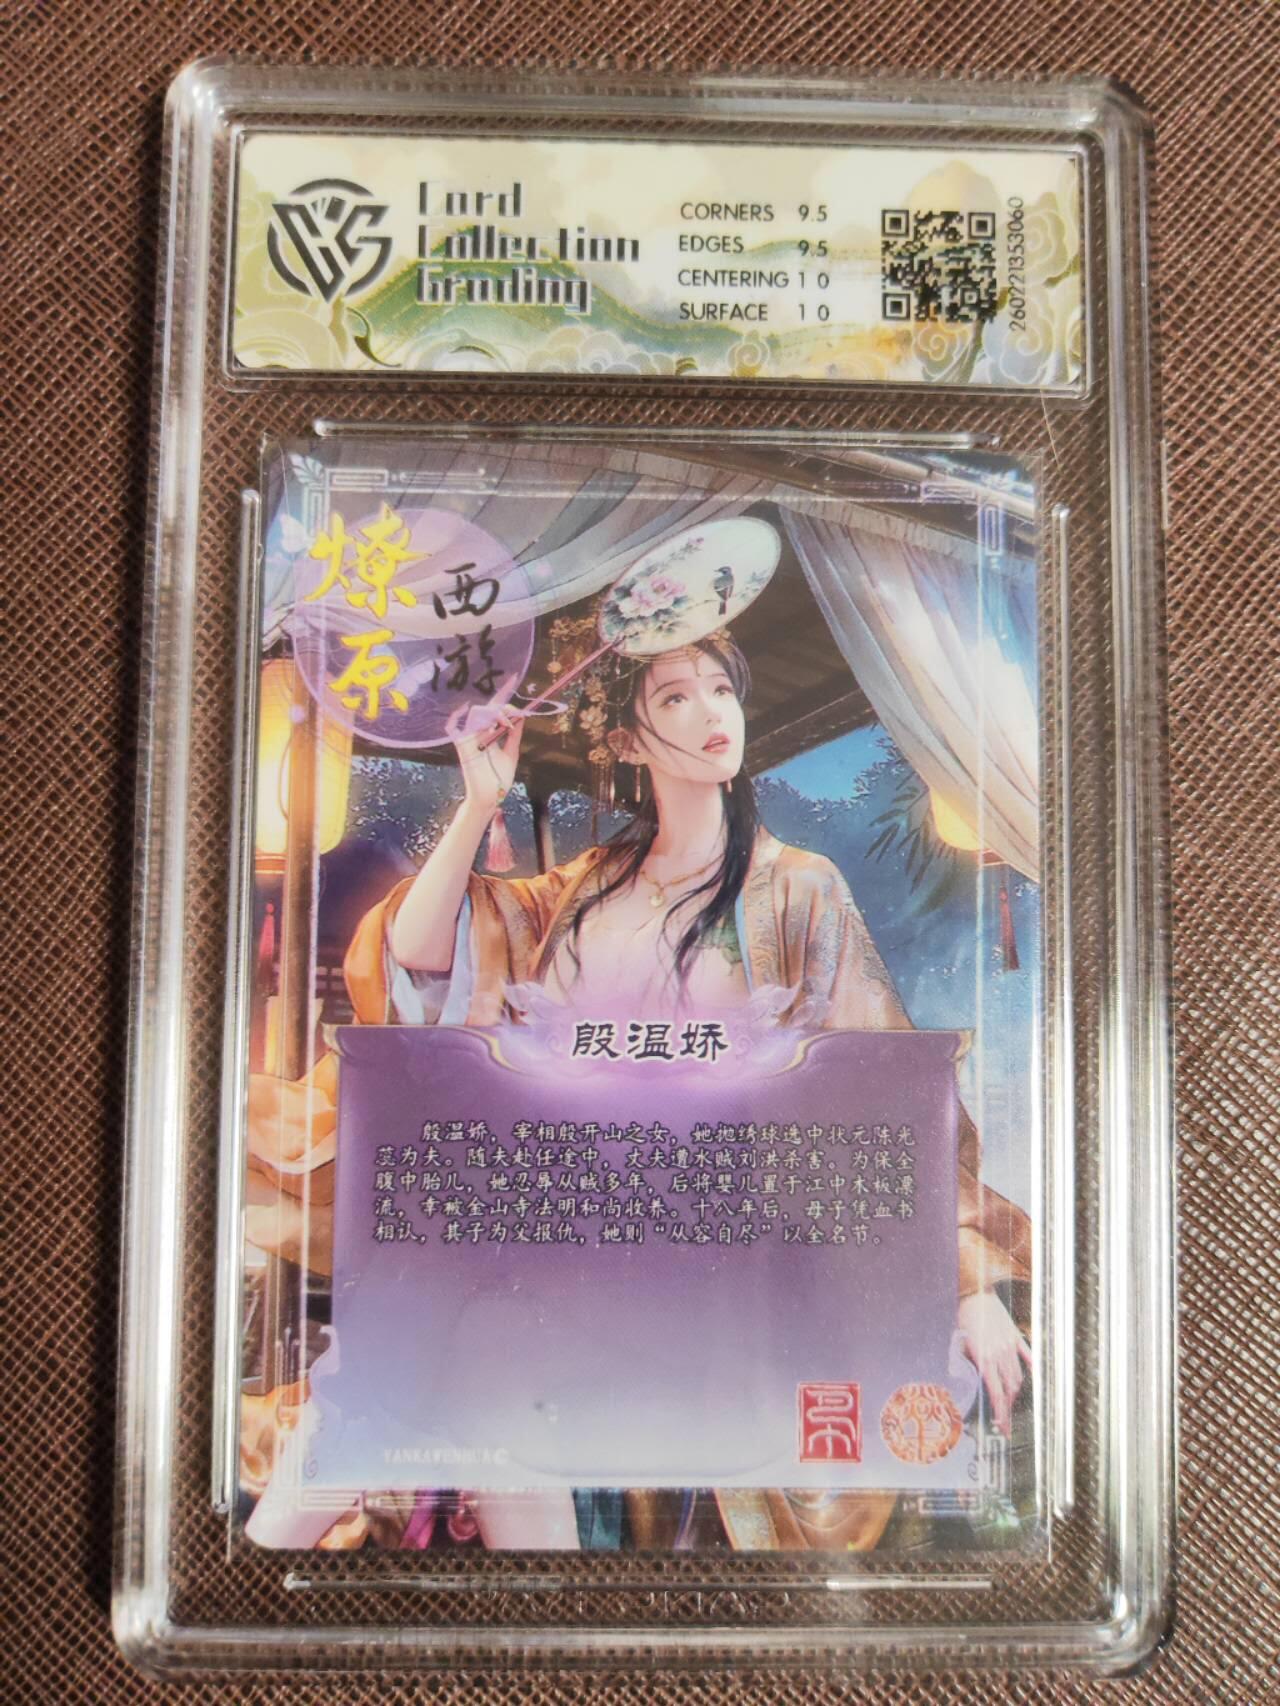 Card
Collection
Grading
CORNERS 9.5
EDGES 9.5
CENTERING 10
SURFACE 10
2602221353060
燎原
西游
殷温娇
殷温娇，宰相殷开山之女，她抛绣球选中状元陈光
蕊为夫。随夫赴任途中，丈夫遭水贼刘洪杀害。为保全
腹中胎儿，她忍辱从贼多年，后将婴儿置于江中木板漂
流，幸被金山寺法明和尚收养。十八年后，母子凭血书
相认，其子为父报仇，她则“从容自尽”以全名节。
YANKAWENHUA©